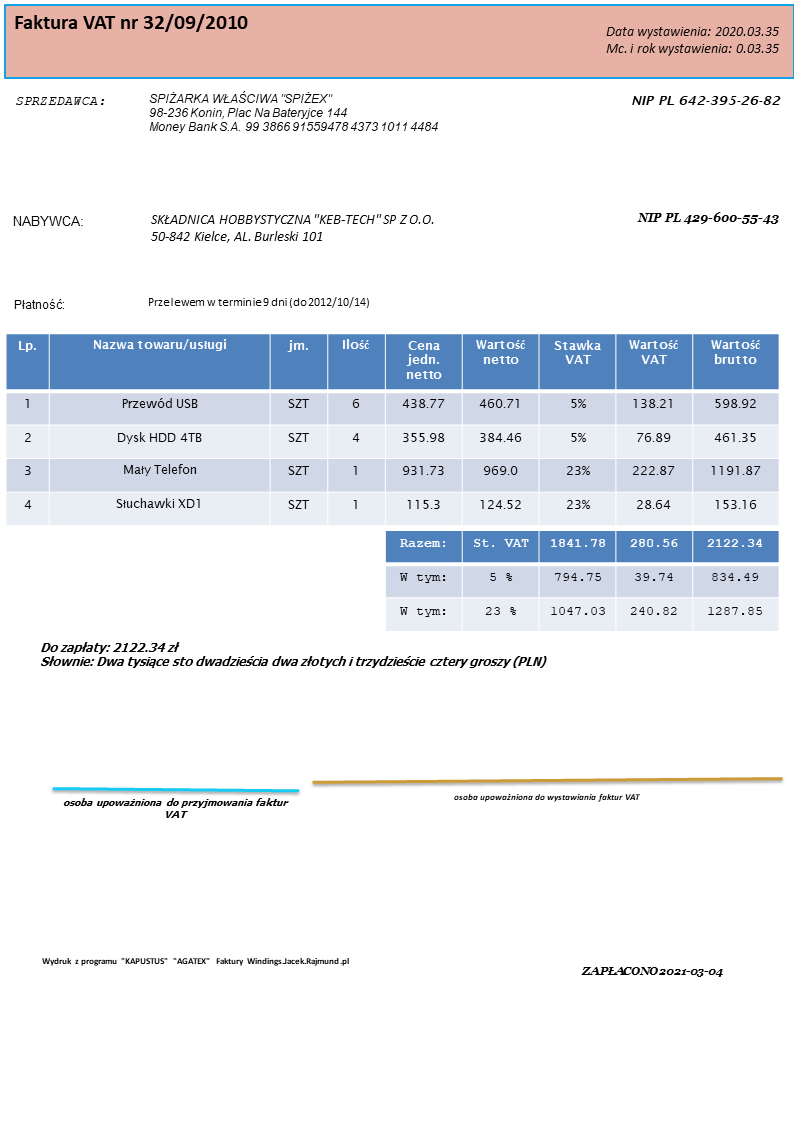 Faktura VAT nr 32/09/2010
Data wystawienia: 2020.03.35
Mc. i rok wystawienia: 0.03.35
SPRZEDAWCA:
SPIŻARKA WŁAŚCIWA "SPIŻEX"
98-236 Konin, Plac Na Bateryjce 144
Money Bank S.A. 99 3866 91559478 4373 1011 4484
NIP PL 642-395-26-82
NABYWCA:
SKŁADNICA HOBBYSTYCZNA "KEB-TECH" SP Z O.O.
50-842 Kielce, AL. Burleski 101
NIP PL 429-600-55-43
Płatność:
Przelewem w terminie 9 dni (do 2012/10/14)
Lp. Nazwa towaru/usługi jm. Ilość Cena jedn. netto Wartość netto Stawka VAT Wartość VAT Wartość brutto
1 Przewód USB SZT 6 438.77 460.71 5% 138.21 598.92
2 Dysk HDD 4TB SZT 4 355.98 384.46 5% 76.89 461.35
3 Mały Telefon SZT 1 931.73 969.0 23% 222.87 1191.87
4 Słuchawki XD1 SZT 1 115.3 124.52 23% 28.64 153.16
Razem: St. VAT 1841.78 280.56 2122.34
W tym: 5 % 794.75 39.74 834.49
W tym: 23 % 1047.03 240.82 1287.85
Do zapłaty: 2122.34 zł
Słownie: Dwa tysiące sto dwadzieścia dwa złotych i trzydzieście cztery groszy (PLN)
osoba upoważniona do przyjmowania faktur
VAT
osoba upoważniona do wystawiania faktur VAT
Wydruk z programu "KAPUSTUS" "AGATEX" Faktury Windings.Jacek.Rajmund.pl
ZAPŁACONO 2021-03-04